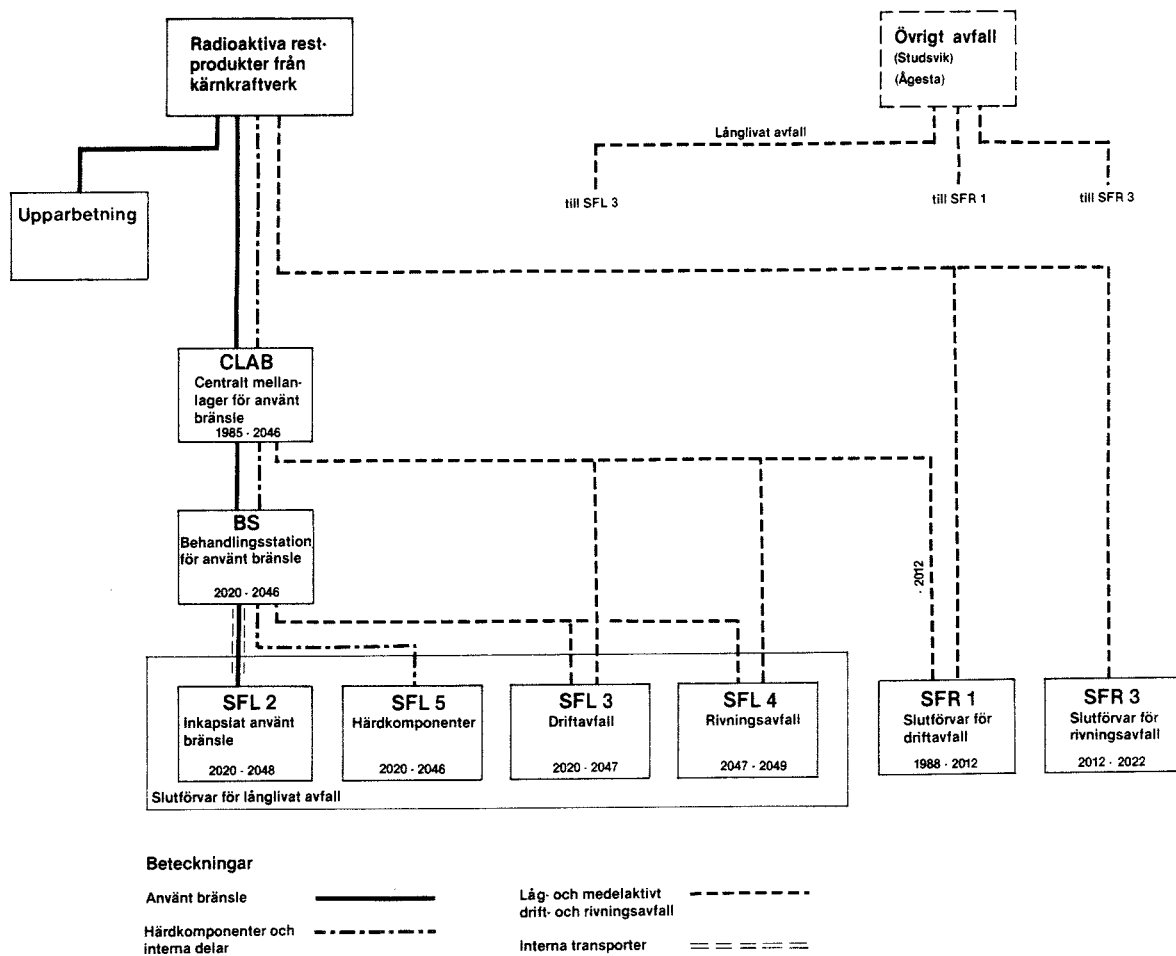 Radioaktiva rest-
produkter från
kärnkraftverk
Övrigt avfall
(Studsvik)
(Ågesta)
Långlivat avfall
Upparbetning
till SFL 3
till SFR 1
till SFR 3
CLAB
Centralt mellan-
lager för använt
bränsle
1985 - 2046
BS
Behandlingsstation
för använt bränsle
2020 - 2046
- 2012
SFL 2
Inkapslat använt
bränsle
2020 - 2048
SFL 5
Härdkomponenter
2020 - 2046
SFL 3
Driftavfall
2020 - 2047
SFL 4
Rivningsavfall
2047 - 2049
SFR 1
Slutförvar för
driftavfall
1988 - 2012
SFR 3
Slutförvar för
rivningsavfall
2012 - 2022
Slutförvar för långlivat avfall
Beteckningar
Använt bränsle
Härdkomponenter och
interna delar
Låg- och medelaktivt
drift- och rivningsavfall
Interna transporter